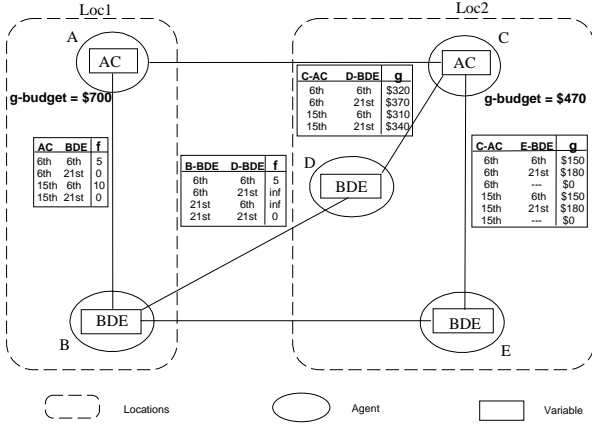 Loc1
Loc2
A
AC
C
AC
g-budget = $700
g-budget = $470
C-AC D-BDE g
6th 6th $320
6th 21st $370
15th 6th $310
15th 21st $340
AC BDE f
6th 6th 5
6th 21st 0
15th 6th 10
15th 21st 0
B-BDE D-BDE f
6th 6th 5
6th 21st inf
21st 6th inf
21st 21st 0
D
BDE
C-AC E-BDE g
6th 6th $150
6th 21st $180
6th --- $0
15th 6th $150
15th 21st $180
15th --- $0
BDE
B
BDE
E
Locations
Agent
Variable